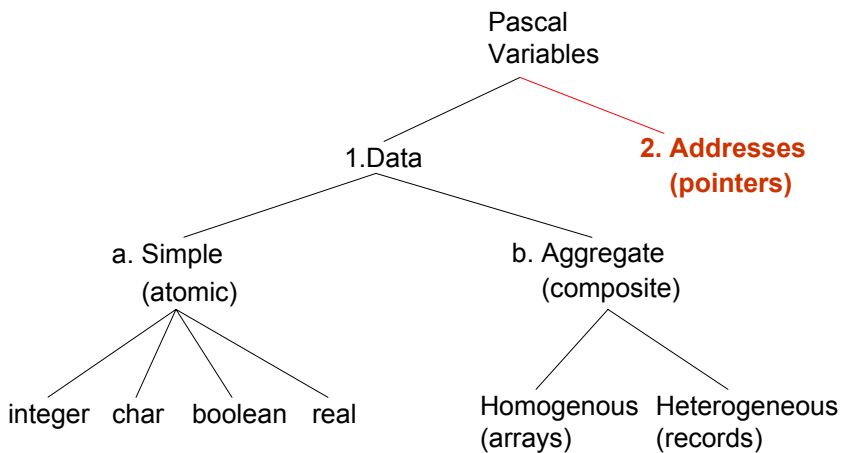 Pascal
Variables
1.Data
2. Addresses
(pointers)
a. Simple
(atomic)
b. Aggregate
(composite)
integer char boolean real
Homogenous
(arrays)
Heterogeneous
(records)